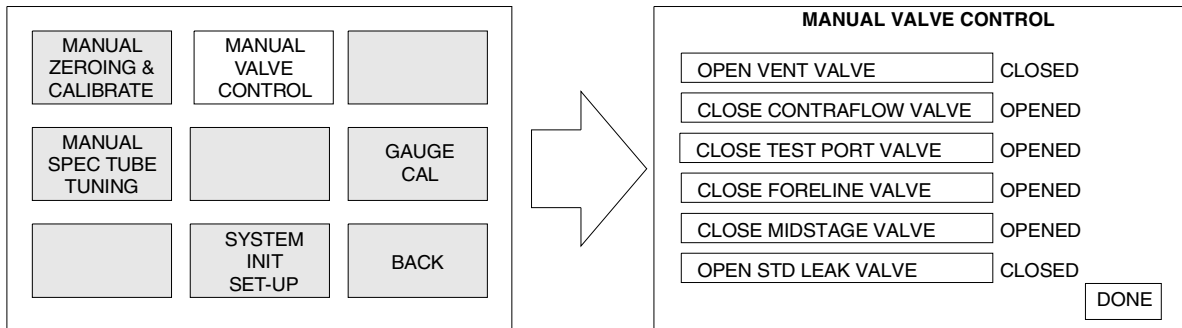 MANUAL
ZEROING &
CALIBRATE
MANUAL
VALVE
CONTROL
MANUAL
SPEC TUBE
TUNING
GAUGE
CAL
SYSTEM
INIT
SET-UP
BACK
MANUAL VALVE CONTROL
OPEN VENT VALVE CLOSED
CLOSE CONTRAFLOW VALVE OPENED
CLOSE TEST PORT VALVE OPENED
CLOSE FORELINE VALVE OPENED
CLOSE MIDSTAGE VALVE OPENED
OPEN STD LEAK VALVE CLOSED
DONE